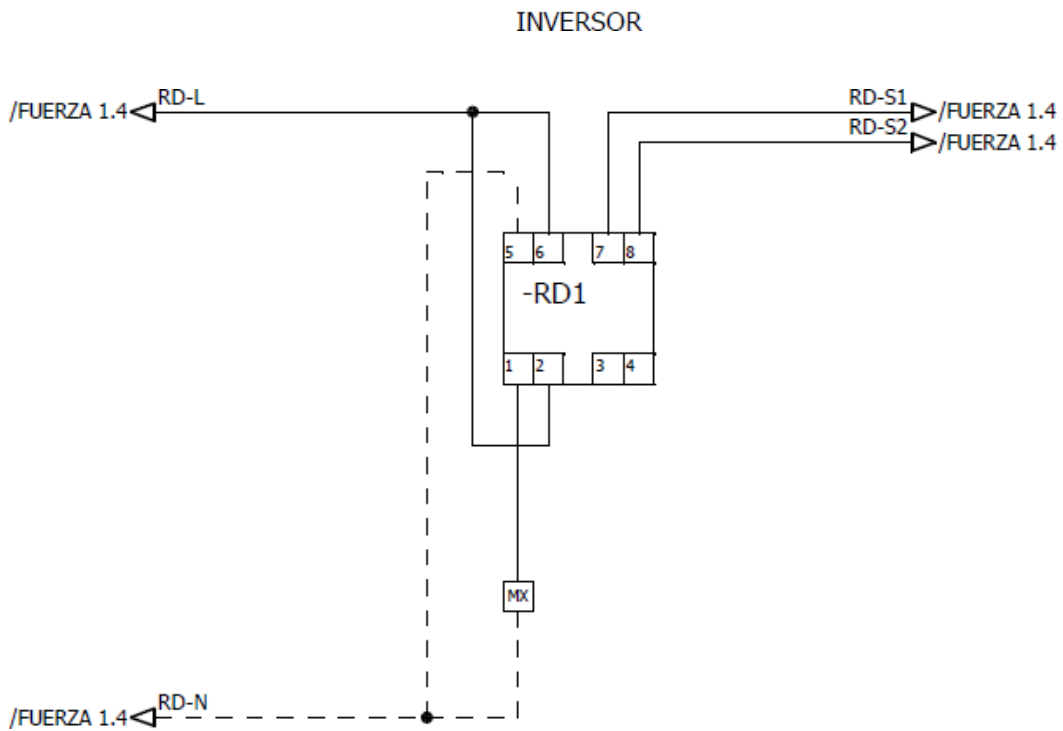 INVERSOR
/FUERZA 1.4 RD-L
RD-S1 /FUERZA 1.4
RD-S2 /FUERZA 1.4
5 6 7 8
-RD1
1 2 3 4
MX
/FUERZA 1.4 RD-N